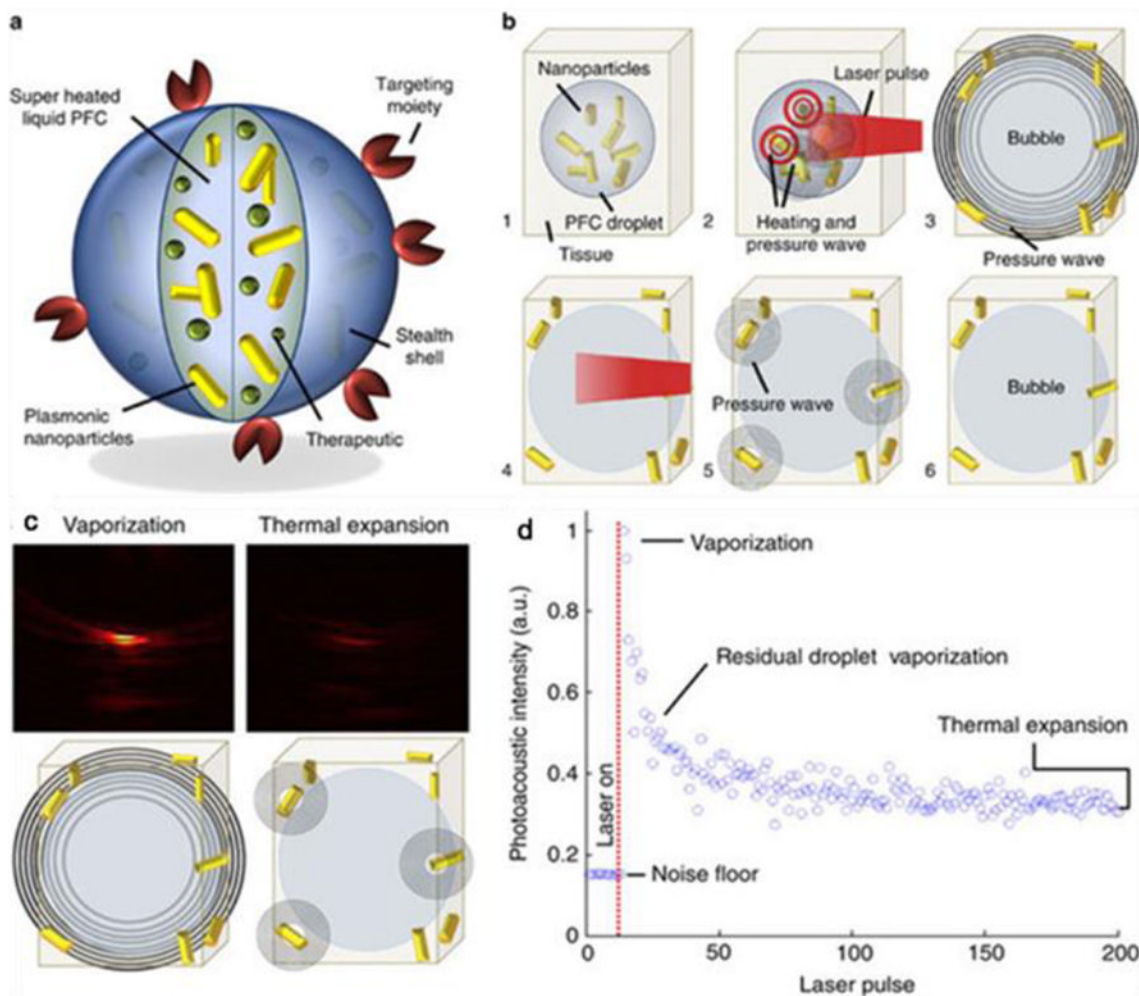 a
Super heated
liquid PFC
Targeting
moiety
Stealth
shell
Plasmonic
nanoparticles
Therapeutic
b
Nanoparticles
PFC droplet
1
Tissue
Laser pulse
2
Heating and
pressure wave
Bubble
3
Pressure wave
4
Pressure wave
5
Bubble
6
c
Vaporization
Thermal expansion
d
Photoacoustic intensity (a.u.)
1
0.8
0.6
0.4
0.2
0
Vaporization
Residual droplet vaporization
Thermal expansion
Laser on
Noise floor
0
50
100
150
200
Laser pulse